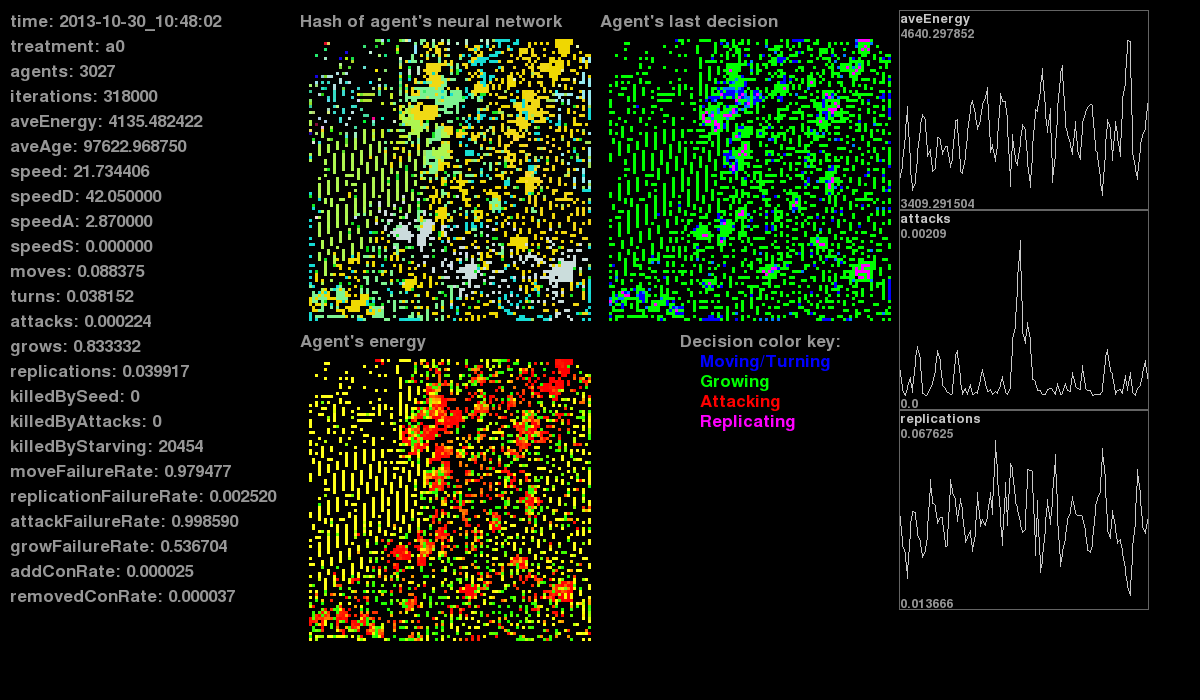 time: 2013-10-30_10:48:02
treatment: a0
agents: 3027
iterations: 318000
aveEnergy: 4135.482422
aveAge: 97622.968750
speed: 21.734406
speedD: 42.050000
speedA: 2.870000
speedS: 0.000000
moves: 0.088375
turns: 0.038152
attacks: 0.000224
grows: 0.833332
replications: 0.039917
killedBySeed: 0
killedByAttacks: 0
killedByStarving: 20454
moveFailureRate: 0.979477
replicationFailureRate: 0.002520
attackFailureRate: 0.998590
growFailureRate: 0.536704
addConRate: 0.000025
removedConRate: 0.000037
Hash of agent's neural network
Agent's last decision
Agent's energy
Decision color key:
Moving/Turning
Growing
Attacking
Replicating
aveEnergy
4640.297852
3409.291504
attacks
0.00209
0.0
replications
0.067625
0.013666